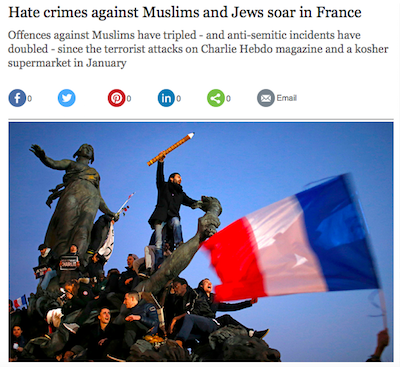 Hate crimes against Muslims and Jews soar in France
Offences against Muslims have tripled - and anti-semitic incidents have
doubled - since the terrorist attacks on Charlie Hebdo magazine and a kosher
supermarket in January
0 0 0 0 Email
CHARLIE